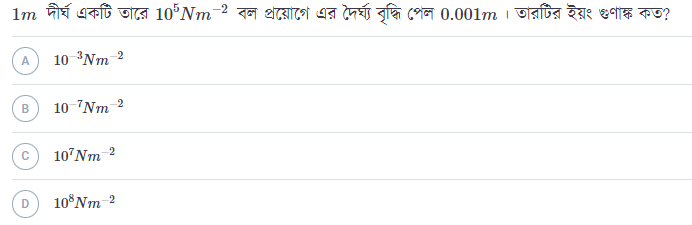 1m দীর্ঘ একটি তারে 10⁵Nm⁻² বল প্রয়োগে এর দৈর্ঘ্য বৃদ্ধি পেল 0.001m । তারটির ইয়ং গুণাঙ্ক কত?
A 10⁻³Nm⁻²
B 10⁻⁷Nm⁻²
C 10⁷Nm⁻²
D 10⁸Nm⁻²